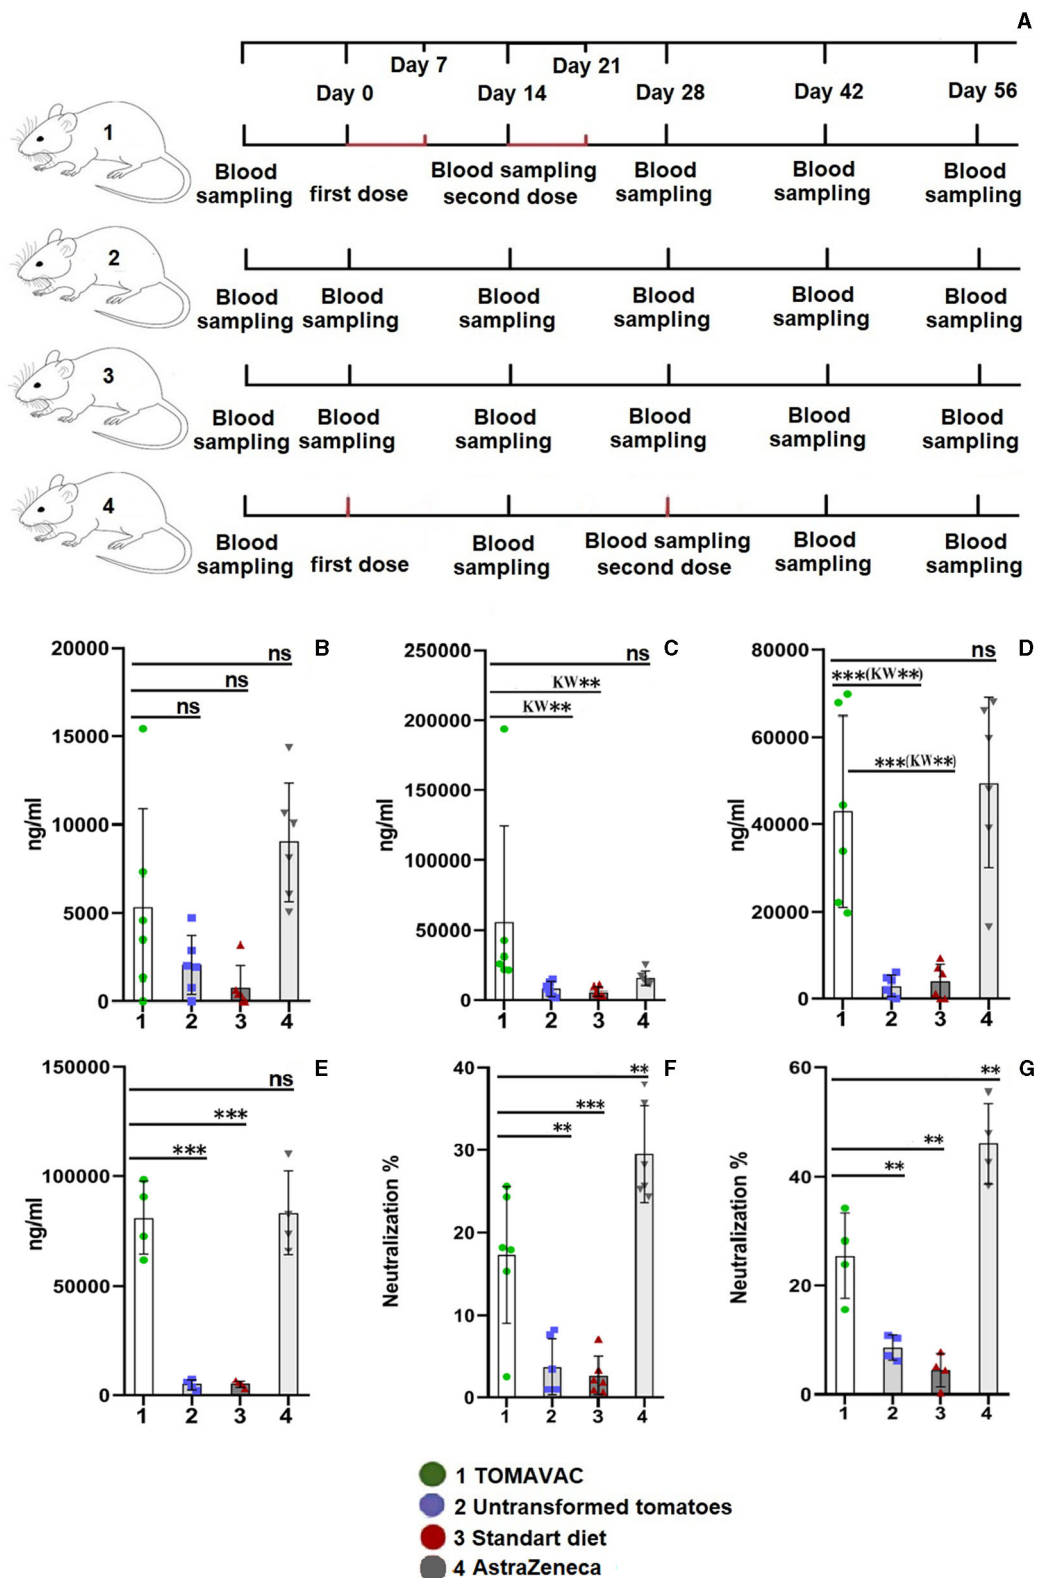 A
Day 7
Day 21
Day 0
Day 14
Day 28
Day 42
Day 56
1
Blood
sampling
first dose
Blood sampling
second dose
Blood
sampling
Blood
sampling
Blood
sampling
2
Blood
sampling
Blood
sampling
Blood
sampling
Blood
sampling
Blood
sampling
Blood
sampling
3
Blood
sampling
Blood
sampling
Blood
sampling
Blood
sampling
Blood
sampling
Blood
sampling
4
Blood
sampling
first dose
Blood
sampling
Blood sampling
second dose
Blood
sampling
Blood
sampling
B
ng/ml
20000
15000
10000
5000
0
ns
ns
ns
1 2 3 4
C
ng/ml
250000
200000
150000
100000
50000
0
ns
KW**
KW**
1 2 3 4
D
ng/ml
80000
60000
40000
20000
0
ns
***(KW**)
***(KW**)
1 2 3 4
E
ng/ml
150000
100000
50000
0
ns
***
***
1 2 3 4
F
Neutralization %
40
30
20
10
0
**
***
**
1 2 3 4
G
Neutralization %
60
40
20
0
**
**
**
1 2 3 4
1 TOMAVAC
2 Untransformed tomatoes
3 Standart diet
4 AstraZeneca